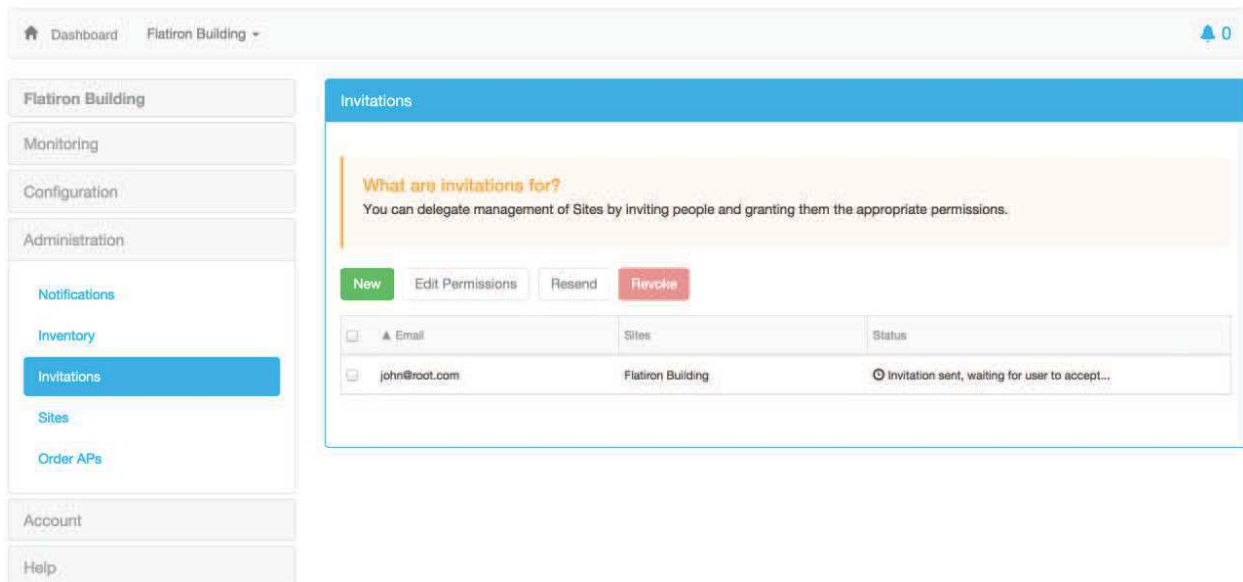 Dashboard Flatiron Building
0
Flatiron Building
Monitoring
Configuration
Administration
Notifications
Inventory
Invitations
Sites
Order APs
Account
Help
Invitations
What are invitations for?
You can delegate management of Sites by inviting people and granting them the appropriate permissions.
New Edit Permissions Resend Revoke
▲ Email Sites Status
john@root.com Flatiron Building Invitation sent, waiting for user to accept...